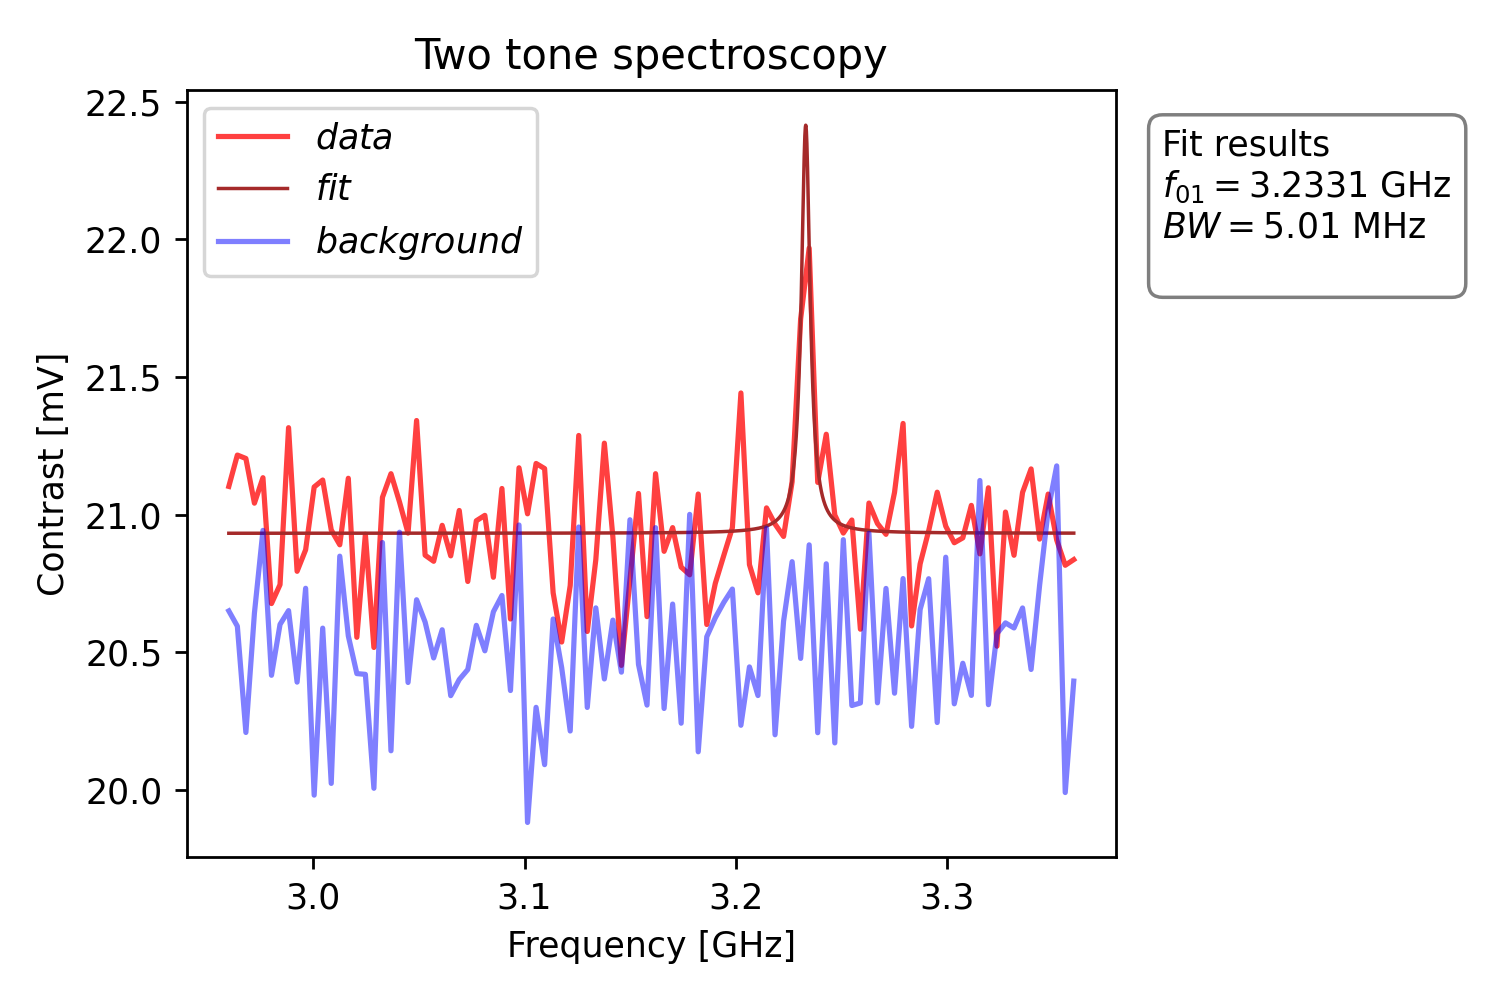 Two tone spectroscopy
22.5
22.0
21.5
21.0
20.5
20.0
Contrast [mV]
data
fit
background
3.0 3.1 3.2 3.3
Frequency [GHz]
Fit results
f₀₁ = 3.2331 GHz
BW = 5.01 MHz